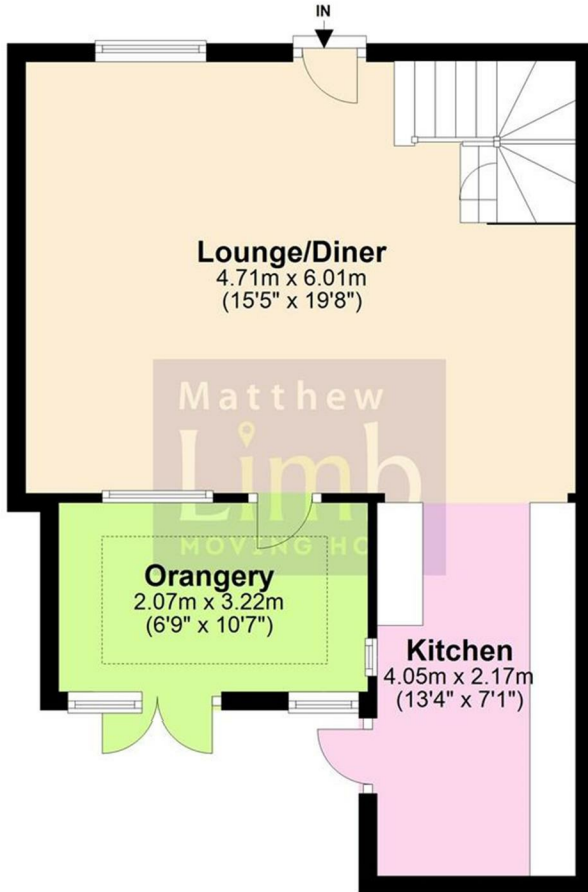 IN
Lounge/Diner
4.71m x 6.01m
(15'5" x 19'8")
Matthew
Limb
MOVING HO
Orangery
2.07m x 3.22m
(6'9" x 10'7")
Kitchen
4.05m x 2.17m
(13'4" x 7'1")